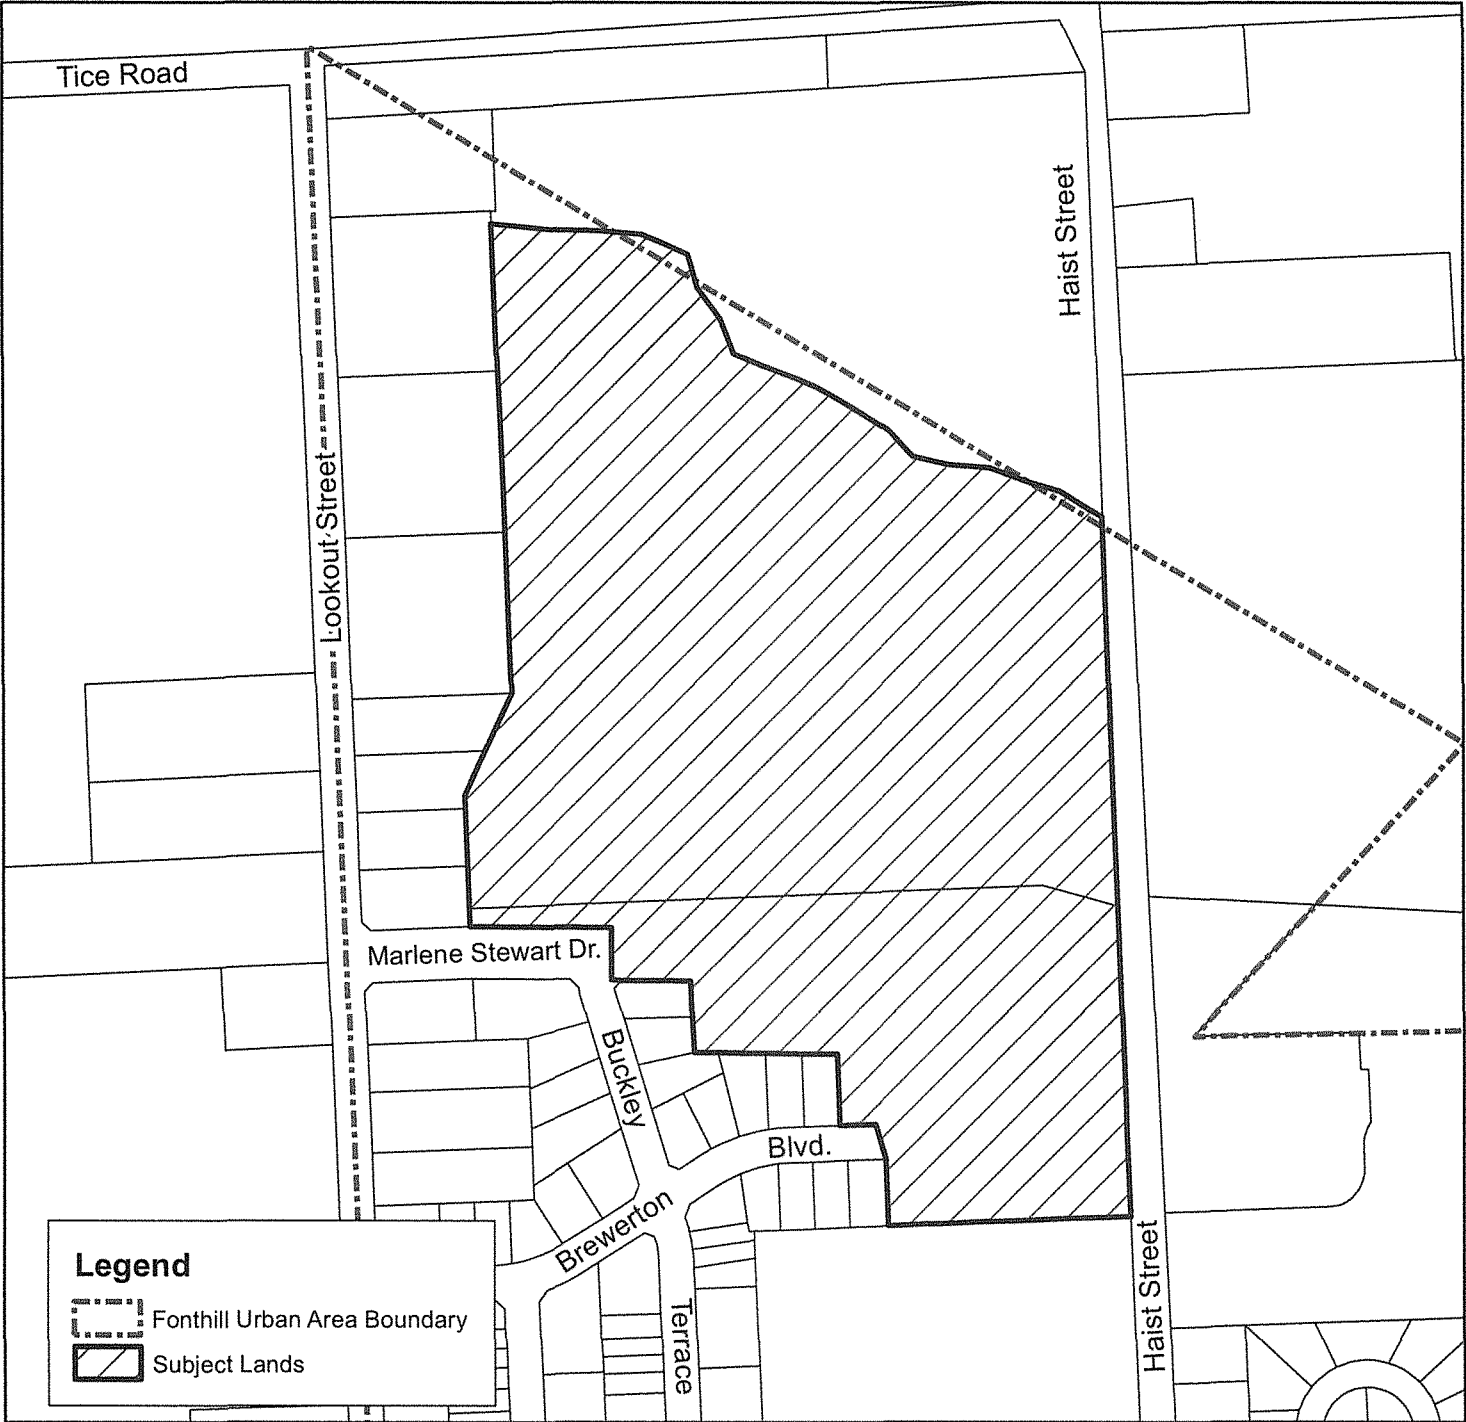 Tice Road
Haist Street
Lookout Street
Marlene Stewart Dr.
Buckley
Blvd.
Brewerton
Terrace
Haist Street
Legend
Fonthill Urban Area Boundary
Subject Lands